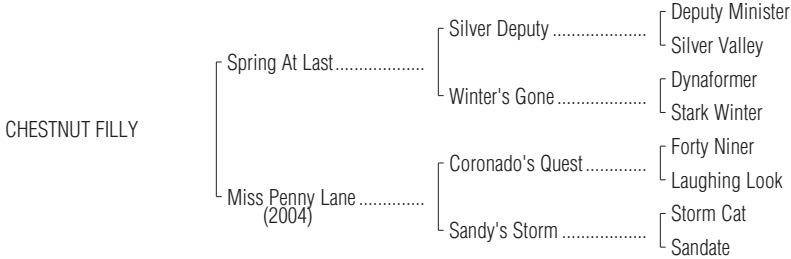 Deputy Minister
Silver Deputy ....................
Silver Valley
Spring At Last...................
Dynaformer
Winter's Gone ...................
Stark Winter
CHESTNUT FILLY
Forty Niner
Coronado's Quest .............
Laughing Look
Miss Penny Lane ..............
(2004)
Storm Cat
Sandy's Storm ..................
Sandate